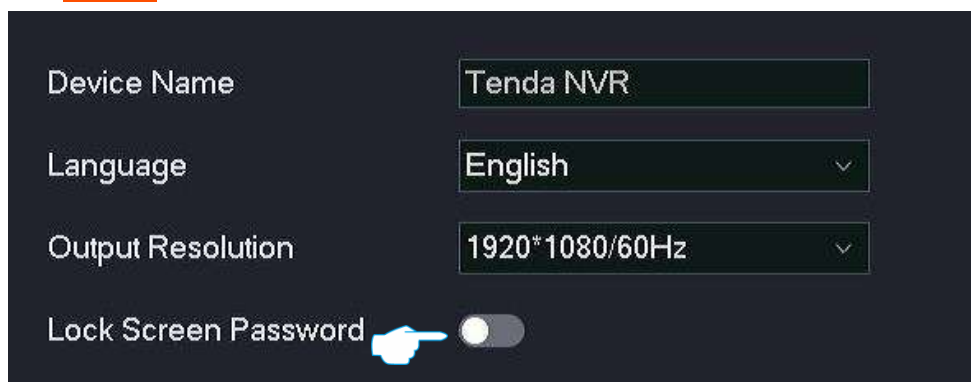 Device Name
Tenda NVR
Language
English
Output Resolution
1920*1080/60Hz
Lock Screen Password